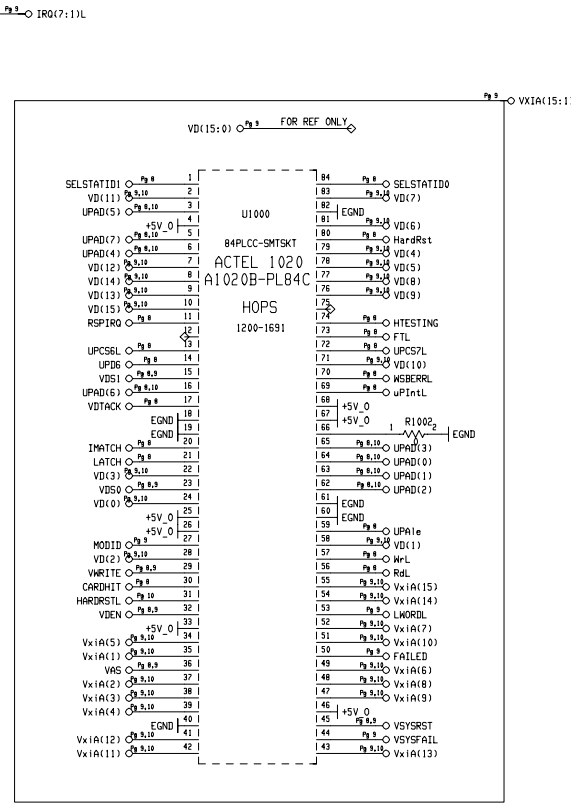 Pg 9 IRQ(7:1)L
Pg 9 VXIA(15:1)
VD(15:0) Pg 9 FOR REF ONLY
U1000
84PLCC-SMTSKT
ACTEL 1020
A1020B-PL84C
HOPS
1200-1691
SELSTATID1 Pg 8 1
VD(11) Pg 9,10 2
UPAD(5) Pg 8,10 3
+5V_0 4
UPAD(7) Pg 8,10 5
UPAD(4) Pg 8,10 6
VD(12) Pg 9,10 7
VD(14) Pg 9,10 8
VD(13) Pg 9,10 9
VD(15) Pg 9,10 10
RSPIRQ Pg 8 11
12
UPCS6L Pg 8 13
UPD6 Pg 8 14
VDS1 Pg 8,9 15
UPAD(6) Pg 8,10 16
VDTACK Pg 8 17
EGND 18
EGND 19
IMATCH Pg 8 20
LATCH Pg 8 21
VD(3) Pg 9,10 22
VDS0 Pg 8,9 23
VD(0) Pg 9,10 24
+5V_0 25
+5V_0 26
MODID Pg 9 27
VD(2) Pg 9,10 28
VWRITE Pg 8,9 29
CARDHIT Pg 8 30
HARDRSTL Pg 10 31
VDEN Pg 8,9 32
+5V_0 33
VxiA(5) Pg 9,10 34
VxiA(1) Pg 9,10 35
VAS Pg 8,9 36
VxiA(2) Pg 9,10 37
VxiA(3) Pg 9,10 38
VxiA(4) Pg 9,10 39
EGND 40
VxiA(12) Pg 9,10 41
VxiA(11) Pg 9,10 42
84 Pg 8 SELSTATID0
83 Pg 9,10 VD(7)
82 EGND
81 Pg 9,10 VD(6)
80 Pg 8 HardRst
79 Pg 9,10 VD(4)
78 Pg 9,10 VD(5)
77 Pg 9,10 VD(8)
76 Pg 9,10 VD(9)
75
74 Pg 8 HTESTING
73 Pg 8 FTL
72 Pg 8 UPCS7L
71 Pg 9,10 VD(10)
70 Pg 8 WSBERRL
69 Pg 8 uPIntL
68 +5V_0
67 +5V_0
66 1 R1002 2 EGND
0
65 Pg 8,10 UPAD(3)
64 Pg 8,10 UPAD(0)
63 Pg 8,10 UPAD(1)
62 Pg 8,10 UPAD(2)
61 EGND
60 EGND
59 Pg 8 UPAle
58 Pg 9,10 VD(1)
57 Pg 8 WrL
56 Pg 8 RdL
55 Pg 9,10 VxiA(15)
54 Pg 9,10 VxiA(14)
53 Pg 9 LWORDL
52 Pg 9,10 VxiA(7)
51 Pg 9,10 VxiA(10)
50 Pg 9 FAILED
49 Pg 9,10 VxiA(6)
48 Pg 9,10 VxiA(8)
47 Pg 9,10 VxiA(9)
46 +5V_0
45 Pg 8,9 VSYSRST
44 Pg 9 VSYSFAIL
43 Pg 9,10 VxiA(13)